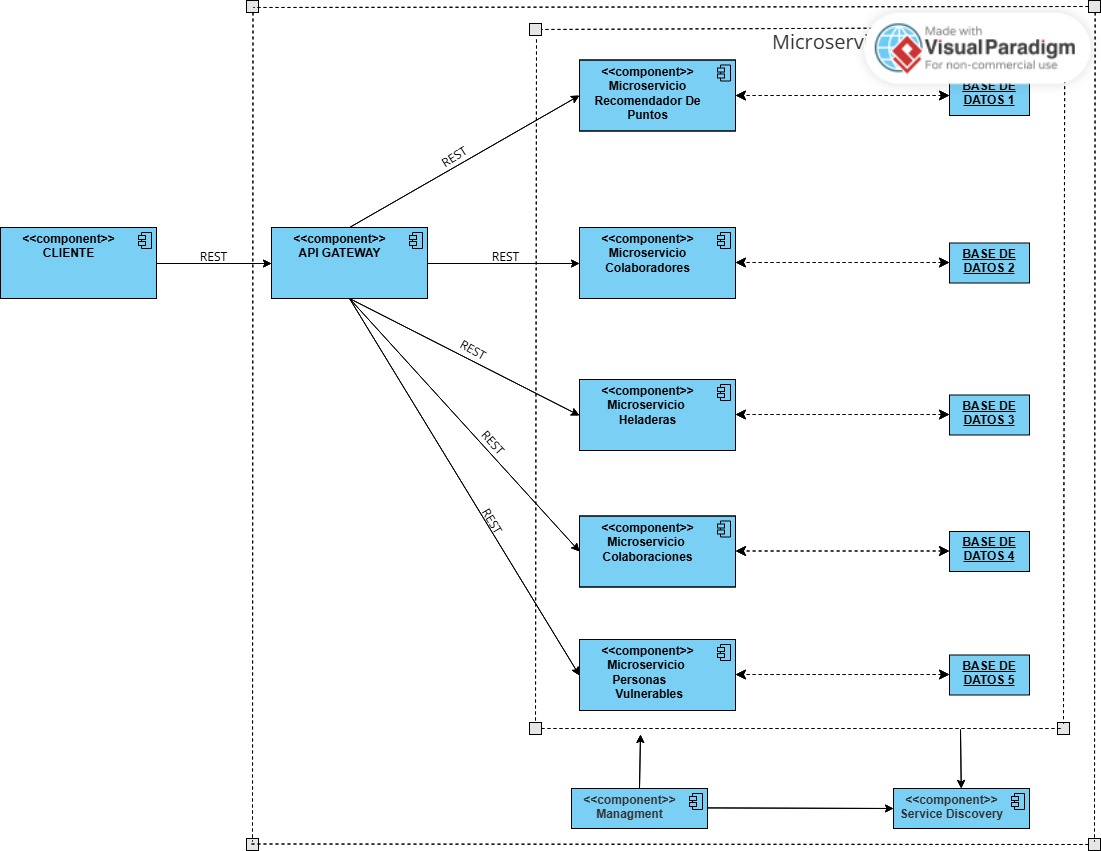 Made with
VisualParadigm
For non-commercial use
<<component>>
Microservicio
Recomendador De
Puntos
BASE DE
DATOS 1
REST
<<component>>
CLIENTE
REST
<<component>>
API GATEWAY
REST
<<component>>
Microservicio
Colaboradores
BASE DE
DATOS 2
REST
<<component>>
Microservicio
Heladeras
BASE DE
DATOS 3
REST
<<component>>
Microservicio
Colaboraciones
BASE DE
DATOS 4
REST
<<component>>
Microservicio
Personas
Vulnerables
BASE DE
DATOS 5
<<component>>
Managment
<<component>>
Service Discovery